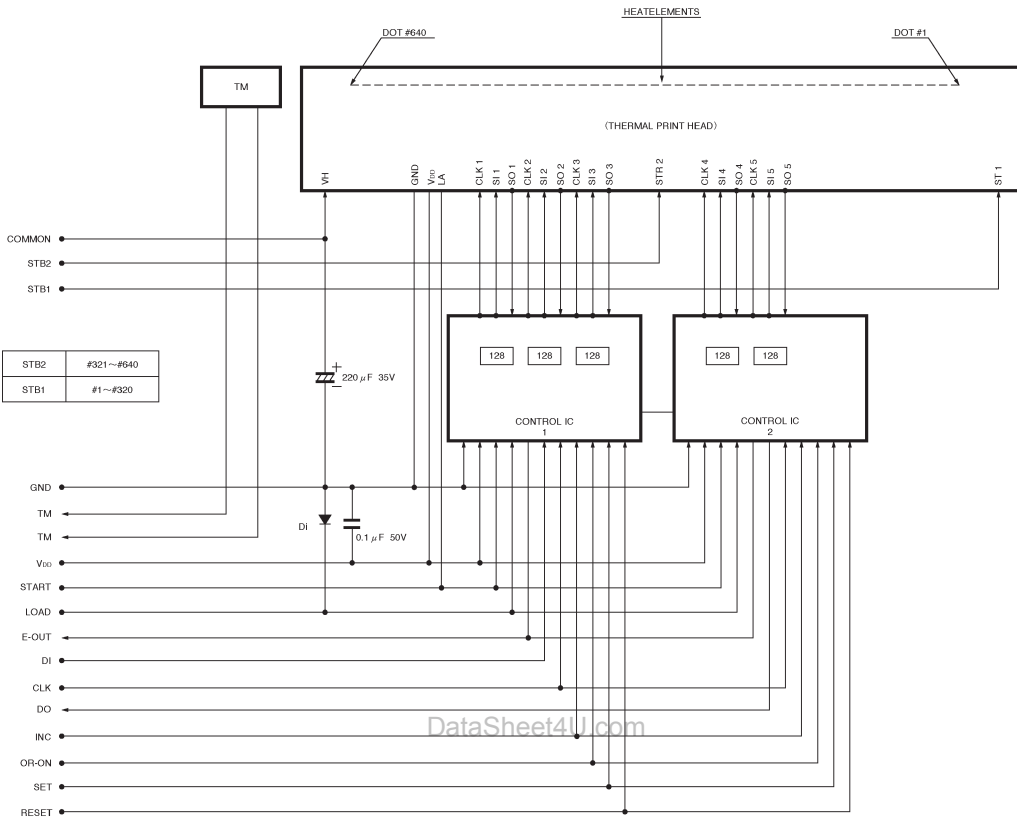 HEATELEMENTS
DOT #640
DOT #1
TM
(THERMAL PRINT HEAD)
VH
GND
VDD
LA
CLK 1
SI 1
SO 1
CLK 2
SI 2
SO 2
CLK 3
SI 3
SO 3
STR 2
CLK 4
SI 4
SO 4
CLK 5
SI 5
SO 5
ST 1
COMMON
STB2
STB1
128 128 128
128 128
STB2 #321~#640
STB1 #1~#320
+
220 μF 35V
−
CONTROL IC
1
CONTROL IC
2
GND
TM
Di
TM
0.1 μF 50V
VDD
START
LOAD
E-OUT
DI
CLK
DO
DataSheet4U.com
INC
OR-ON
SET
RESET